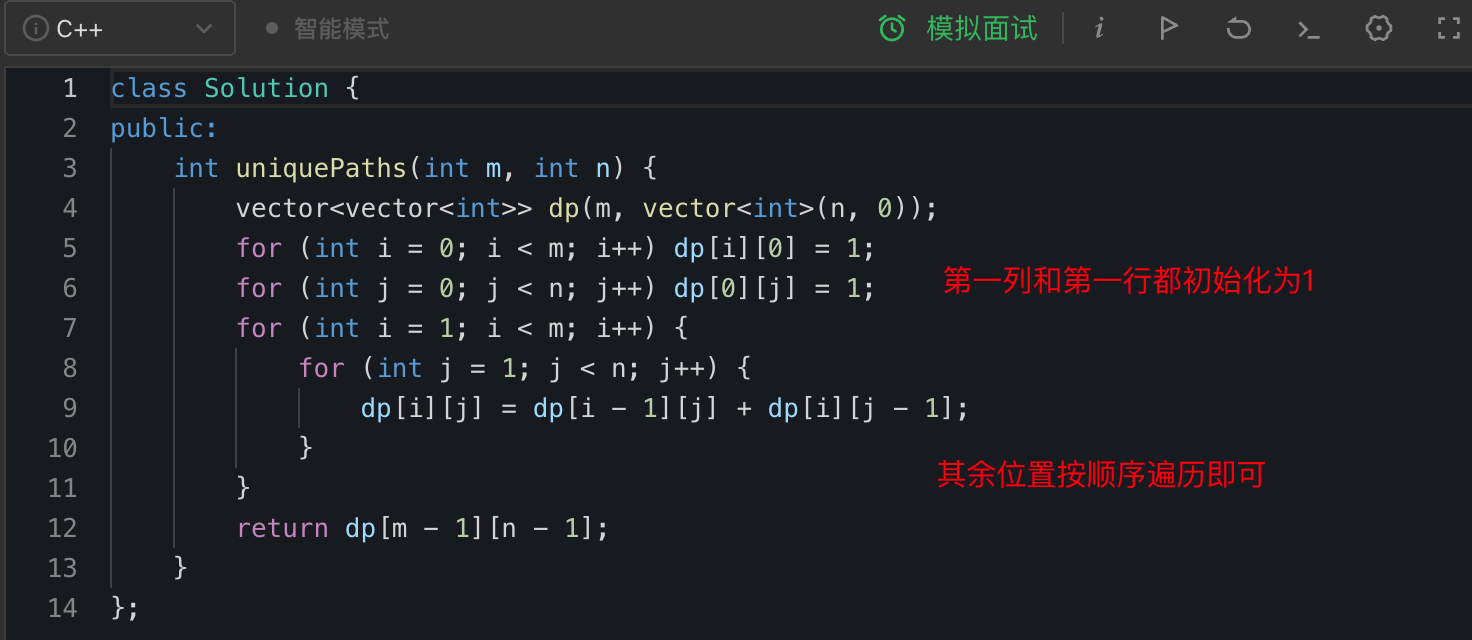 C++ 智能模式 模拟面试
1 class Solution {
2 public:
3     int uniquePaths(int m, int n) {
4         vector<vector<int>> dp(m, vector<int>(n, 0));
5         for (int i = 0; i < m; i++) dp[i][0] = 1;
第一列和第一行都初始化为1
6         for (int j = 0; j < n; j++) dp[0][j] = 1;
7         for (int i = 1; i < m; i++) {
8             for (int j = 1; j < n; j++) {
9                 dp[i][j] = dp[i - 1][j] + dp[i][j - 1];
10             }
其余位置按顺序遍历即可
11         }
12         return dp[m - 1][n - 1];
13     }
14 };